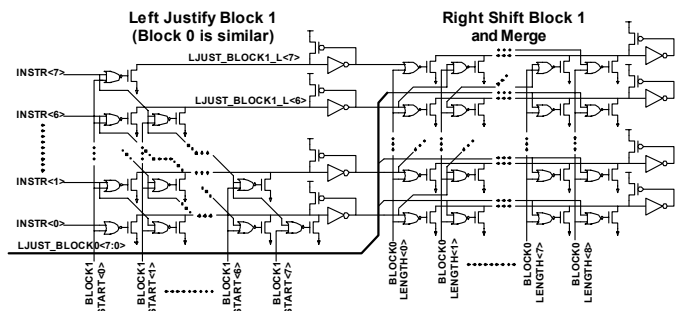 Left Justify Block 1
(Block 0 is similar)
Right Shift Block 1
and Merge
INSTR<7>
LJUST_BLOCK1_L<7>
INSTR<6>
LJUST_BLOCK1_L<6>
INSTR<1>
INSTR<0>
LJUST_BLOCK0<7:0>
BLOCK1
START<0>
BLOCK1
START<1>
BLOCK1
START<6>
BLOCK1
START<7>
BLOCK0
LENGTH<0>
BLOCK0
LENGTH<1>
BLOCK0
LENGTH<7>
BLOCK0
LENGTH<8>